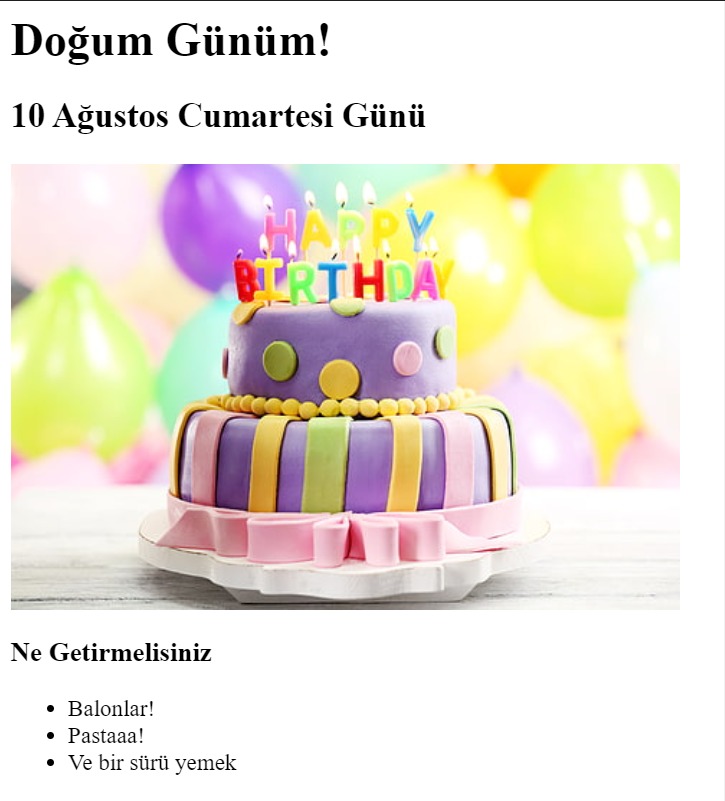 Doğum Günüm!
10 Ağustos Cumartesi Günü
HAPPY
BIRTHDAY
Ne Getirmelisiniz
Balonlar!
Pastaaa!
Ve bir sürü yemek